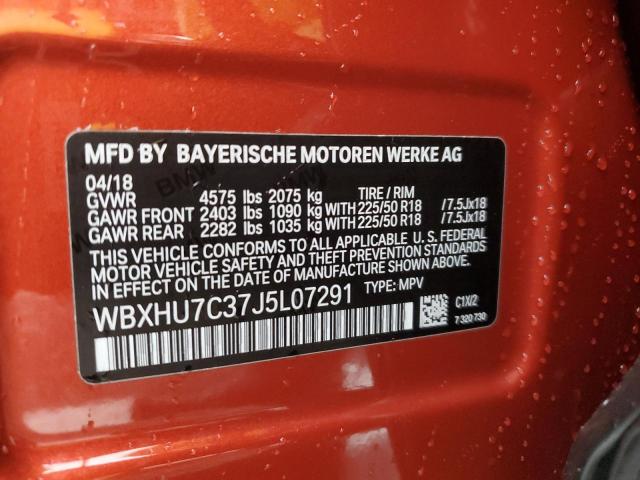 MFD BY BAYERISCHE MOTOREN WERKE AG
04/18
GVWR 4575 lbs 2075 kg TIRE / RIM
GAWR FRONT 2403 lbs 1090 kg WITH 225/50 R18 /7.5Jx18
GAWR REAR 2282 lbs 1035 kg WITH 225/50 R18 /7.5Jx18
THIS VEHICLE CONFORMS TO ALL APPLICABLE U. S. FEDERAL
MOTOR VEHICLE SAFETY AND THEFT PREVENTION STANDARDS
IN EFFECT ON THE DATE OF MANUFACTURE SHOWN ABOVE.
WBXHU7C37J5L07291 TYPE: MPV
C1X/2
7 320 730